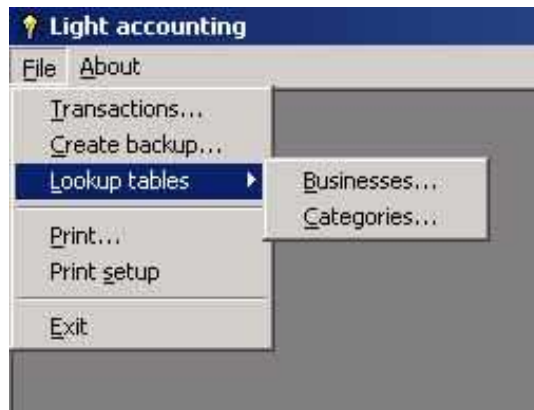 Light accounting
File About
Transactions...
Create backup...
Lookup tables
Businesses...
Categories...
Print...
Print setup
Exit